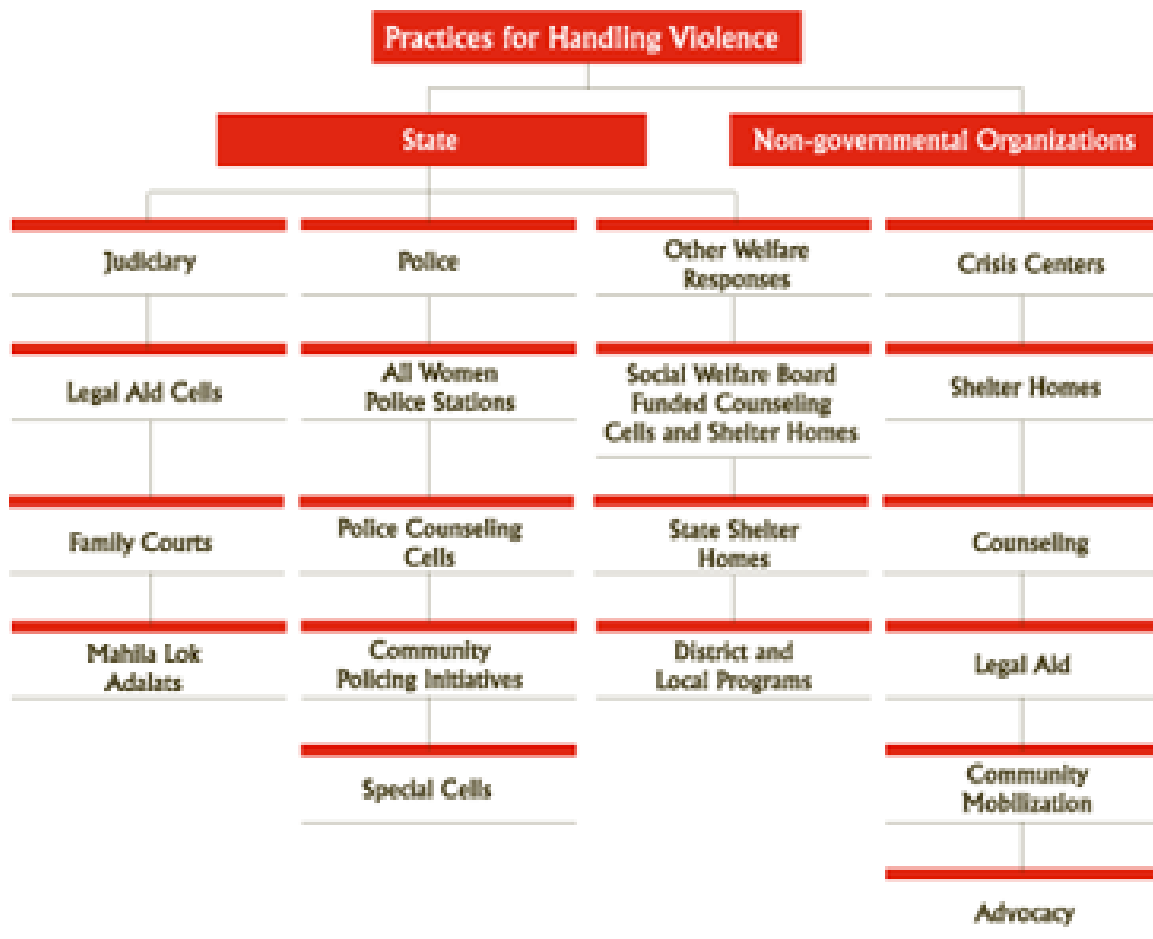 Practices for Handling Violence
State
Non-governmental Organizations
Judiciary
Police
Other Welfare
Responses
Crisis Centers
Legal Aid Cells
All Women
Police Stations
Social Welfare Board
Funded Counseling
Cells and Shelter Homes
Shelter Homes
Family Courts
Police Counseling
Cells
State Shelter
Homes
Counseling
Mahila Lok
Adalats
Community
Policing Initiatives
District and
Local Programs
Legal Aid
Special Cells
Community
Mobilization
Advocacy